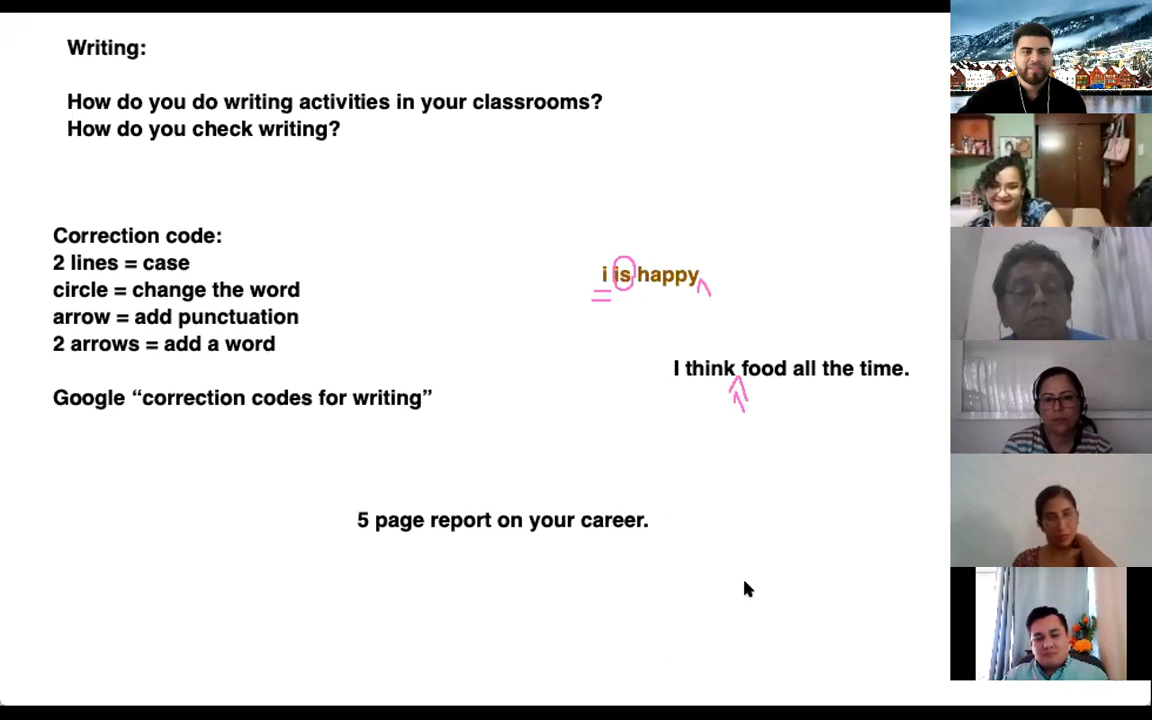 Writing:
How do you do writing activities in your classrooms?
How do you check writing?
Correction code:
2 lines = case
circle = change the word
arrow = add punctuation
2 arrows = add a word
Google “correction codes for writing”
i is happy
I think food all the time.
5 page report on your career.